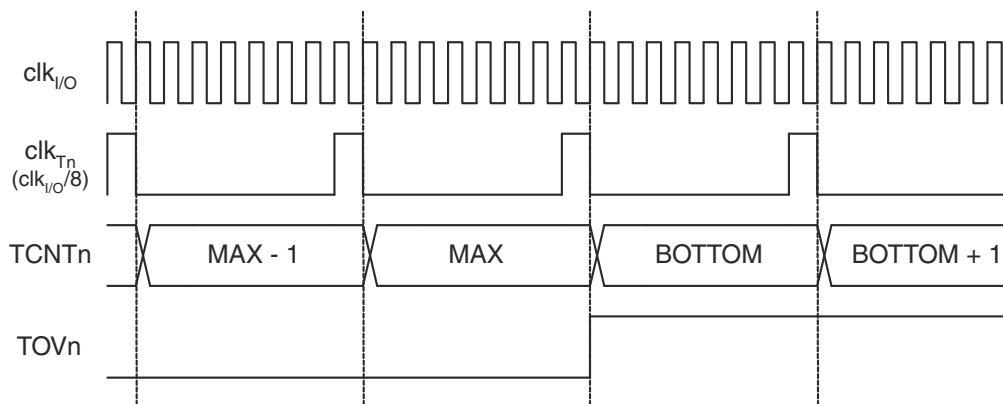 clkI/O
clkTn
(clkI/O/8)
TCNTn MAX - 1 MAX BOTTOM BOTTOM + 1
TOVn